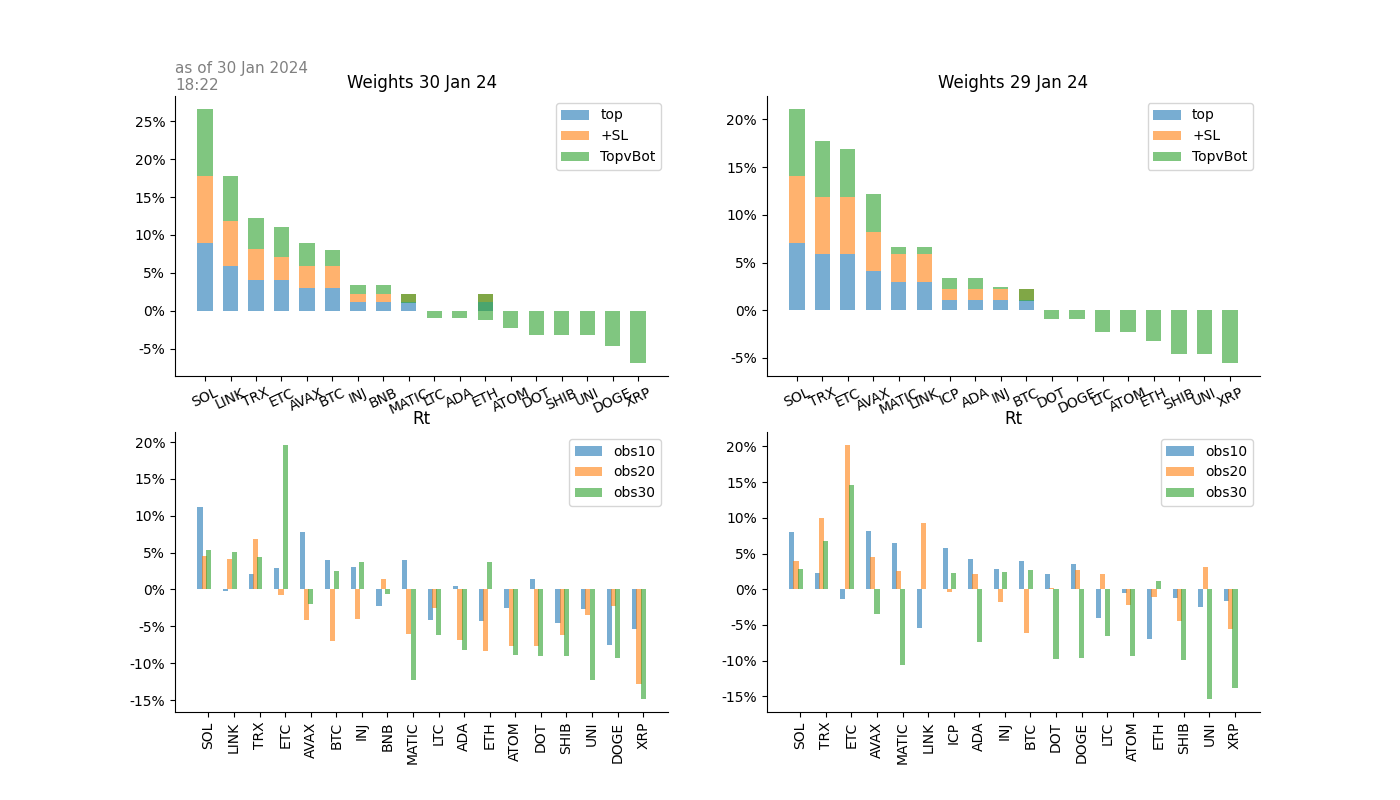 as of 30 Jan 2024
18:22
Weights 30 Jan 24
25%
20%
15%
10%
5%
0%
-5%
top
+SL
TopvBot
SOL LINK TRX ETC AVAX BTC INJ BNB MATIC LTC ADA ETH ATOM DOT SHIB UNI DOGE XRP
Weights 29 Jan 24
20%
15%
10%
5%
0%
-5%
top
+SL
TopvBot
SOL TRX ETC AVAX MATIC LINK ICP ADA INJ BTC DOT DOGE LTC ATOM ETH SHIB UNI XRP
Rt
20%
15%
10%
5%
0%
-5%
-10%
-15%
obs10
obs20
obs30
SOL LINK TRX ETC AVAX BTC INJ BNB MATIC LTC ADA ETH ATOM DOT SHIB UNI DOGE XRP
Rt
20%
15%
10%
5%
0%
-5%
-10%
-15%
obs10
obs20
obs30
SOL TRX ETC AVAX MATIC LINK ICP ADA INJ BTC DOT DOGE LTC ATOM ETH SHIB UNI XRP